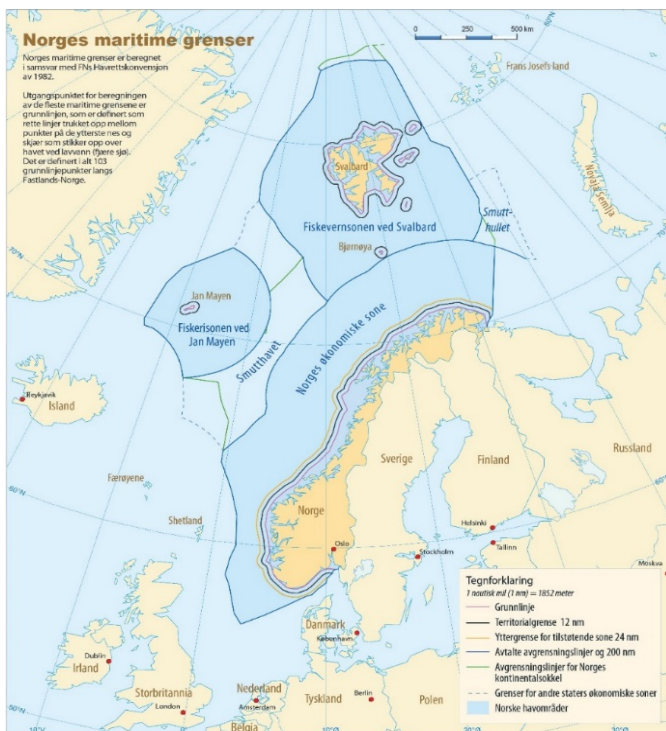 Norges maritime grenser
Norges maritime grenser er beregnet
i samsvar med FNs Havrettskonvensjon
av 1982.
Utgangspunktet for beregningen
av de fleste maritime grensene er
grunnlinjen, som er definert som
rette linjer trukket opp mellom
punkter på de ytterste nes og
skjær som stikker opp over
havet ved lavvann (fjære sjø).
Det er definert i alt 103
grunnlinjepunkter langs
Fastlands-Norge.
0 250 500 km
Frans Josefs land
Novaja Semlja
Svalbard
Smutt-
hullet
Fiskevernsonen ved Svalbard
Bjørnøya
70°N
Jan Mayen
Fiskerisonen ved
Jan Mayen
Smutthavet
Norges økonomiske sone
Island
Reykjavik
Færøyene
Shetland
60°N
60°N
Sverige
Finland
Russland
Norge
Oslo
Stockholm
Helsinki
Tallinn
Moskva
Danmark
København
Irland
Dublin
Storbritannia
London
Nederland
Amsterdam
Belgia
Tyskland
Berlin
Polen
10°N
Tegnforklaring
1 nautisk mil (1 nm) = 1852 meter
Grunnlinje
Territorialgrense 12 nm
Yttergrense for tilstøtende sone 24 nm
Avtalte avgrensningslinjer og 200 nm
Avgrensningslinjer for Norges
kontinentalsokkel
Grenser for andre staters økonomiske soner
Norske havområder